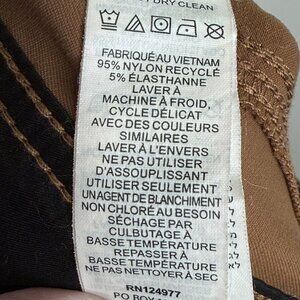 DRY CLEAN
FABRIQUÉ AU VIETNAM
95% NYLON RECYCLÉ
5% ÉLASTHANNE
LAVER À
MACHINE À FROID,
CYCLE DÉLICAT
AVEC DES COULEURS
SIMILAIRES
LAVER À L'ENVERS
NE PAS UTILISER
D'ASSOUPLISSANT
UTILISER SEULEMENT
UN AGENT DE BLANCHIMENT
NON CHLORÉ AU BESOIN
SÉCHAGE PAR
CULBUTAGE À
BASSE TEMPÉRATURE
REPASSER À
BASSE TEMPÉRATURE
NE PAS NETTOYER À SEC
RN124977
PO BOX